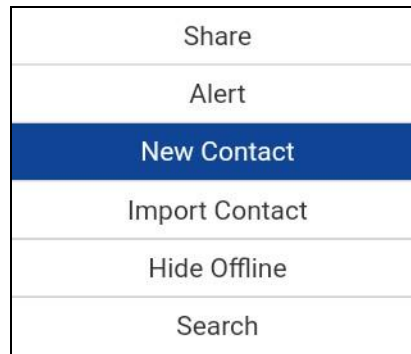 Share
Alert
New Contact
Import Contact
Hide Offline
Search